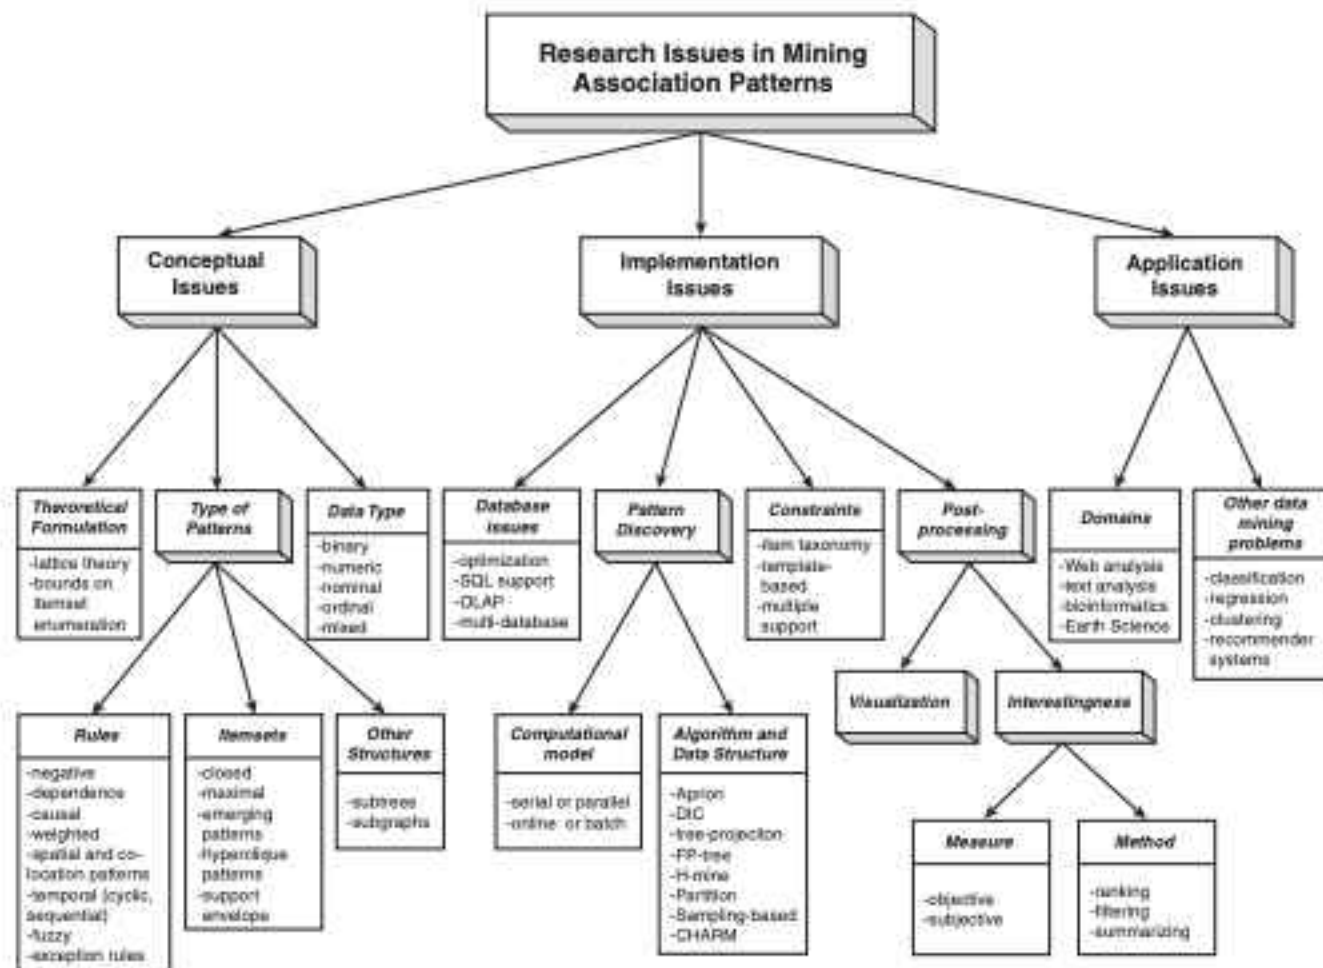 Research Issues in Mining
Association Patterns
Conceptual
Issues
Implementation
Issues
Application
Issues
Theoretical
Formulation
-lattice theory
-bounds on
itemset
enumeration
Type of
Patterns
Data Type
-binary
-numeric
-nominal
-ordinal
-mixed
Database
issues
-optimization
-SQL support
-OLAP
-multi-database
Pattern
Discovery
Constraints
-item taxonomy
-template-
based
-multiple
support
Post-
processing
Domains
-Web analysis
-text analysis
-bioinformatics
-Earth Science
Other data
mining
problems
-classification
-regression
-clustering
-recommender
systems
Visualization
Interestingness
Rules
-negative
-dependence
-causal
-weighted
-spatial and co-
location patterns
-temporal (cyclic,
sequential)
-fuzzy
-exception rules
Itemsets
-closed
-maximal
-emerging
patterns
-hyperclique
patterns
-support
envelope
Other
Structures
-subtrees
-subgraphs
Computational
model
-serial or parallel
-online or batch
Algorithm and
Data Structure
-Apriori
-DIC
-tree-projection
-FP-tree
-H-mine
-Partition
-Sampling-based
-CHARM
Measure
-objective
-subjective
Method
-ranking
-filtering
-summarizing